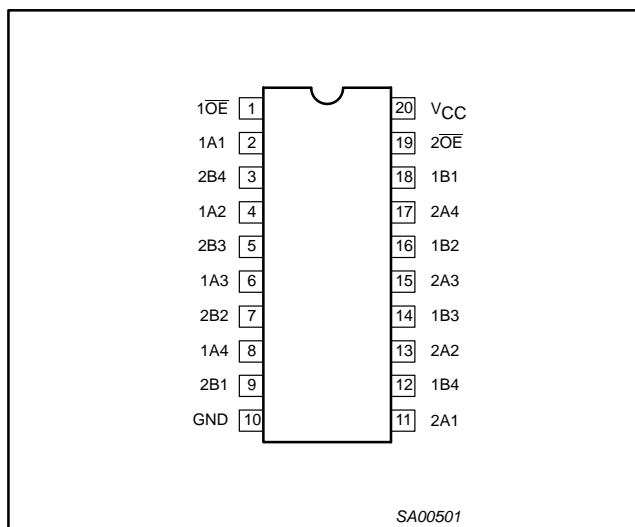 1O̅E̅ 1 20 VCC
1A1 2 19 2O̅E̅
2B4 3 18 1B1
1A2 4 17 2A4
2B3 5 16 1B2
1A3 6 15 2A3
2B2 7 14 1B3
1A4 8 13 2A2
2B1 9 12 1B4
GND 10 11 2A1
SA00501